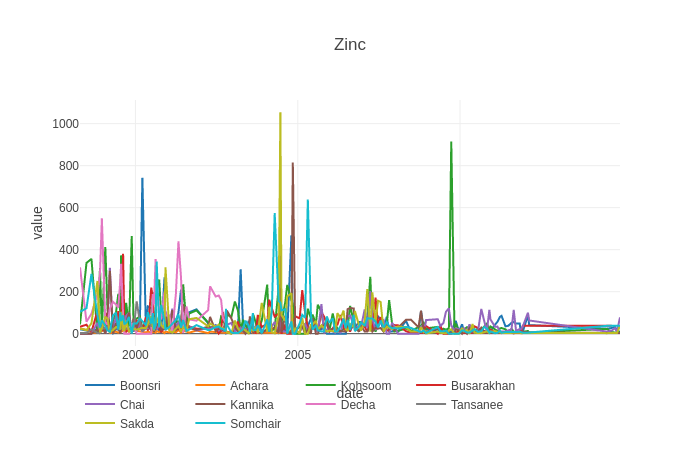 Zinc
value
1000
800
600
400
200
0
2000 2005 2010
date
Boonsri Achara Kohsoom Busarakhan
Chai Kannika Decha Tansanee
Sakda Somchair